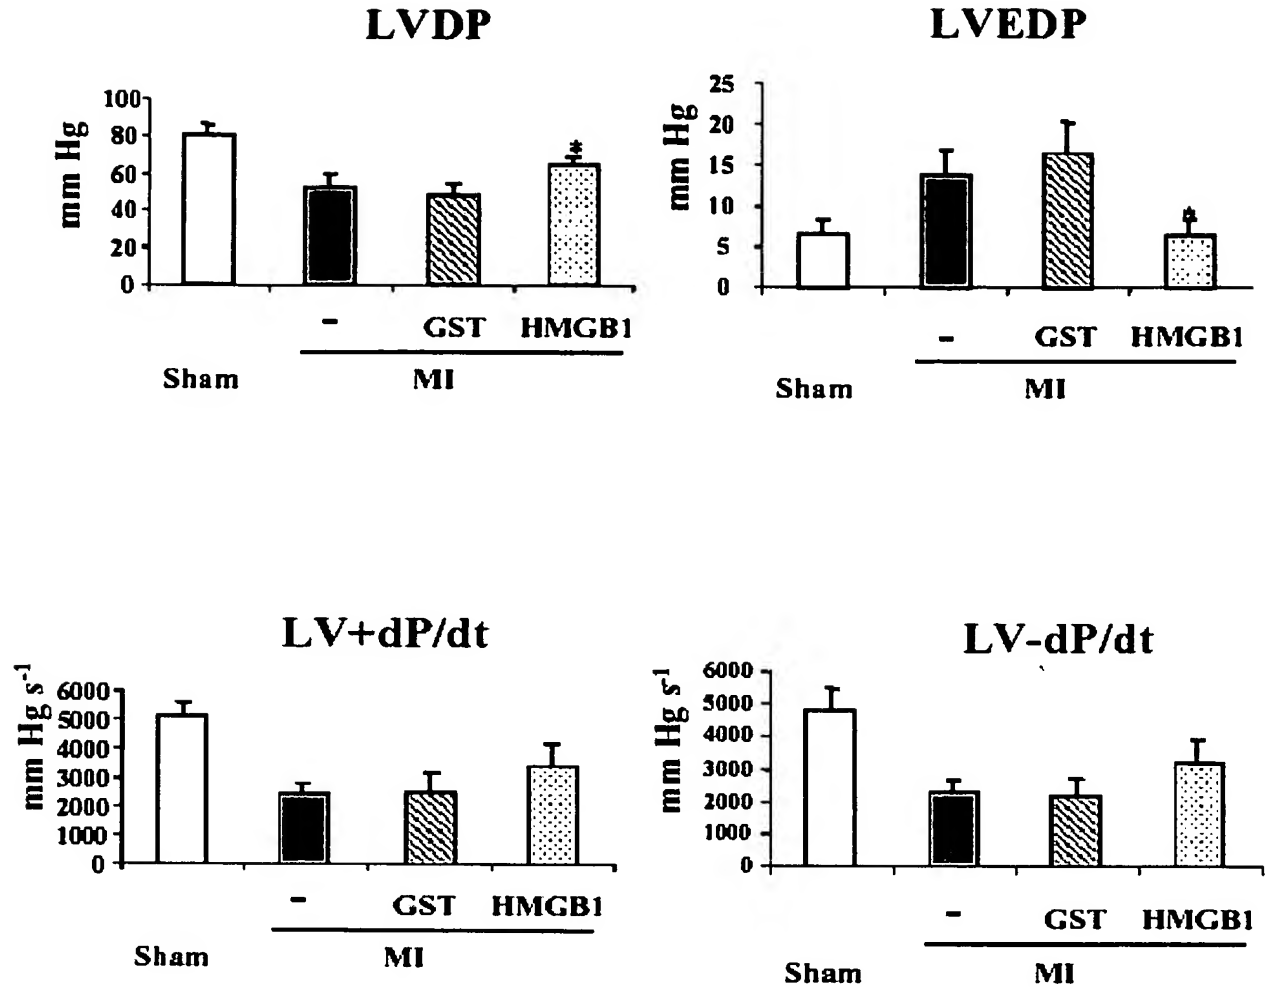 LVDP
mm Hg
100
80
60
40
20
0
*
- GST HMGB1
Sham MI
LVEDP
mm Hg
25
20
15
10
5
0
- GST HMGB1
Sham MI
LV+dP/dt
mm Hg s⁻¹
6000
5000
4000
3000
2000
1000
0
- GST HMGB1
Sham MI
LV-dP/dt
mm Hg s⁻¹
6000
5000
4000
3000
2000
1000
0
- GST HMGB1
Sham MI